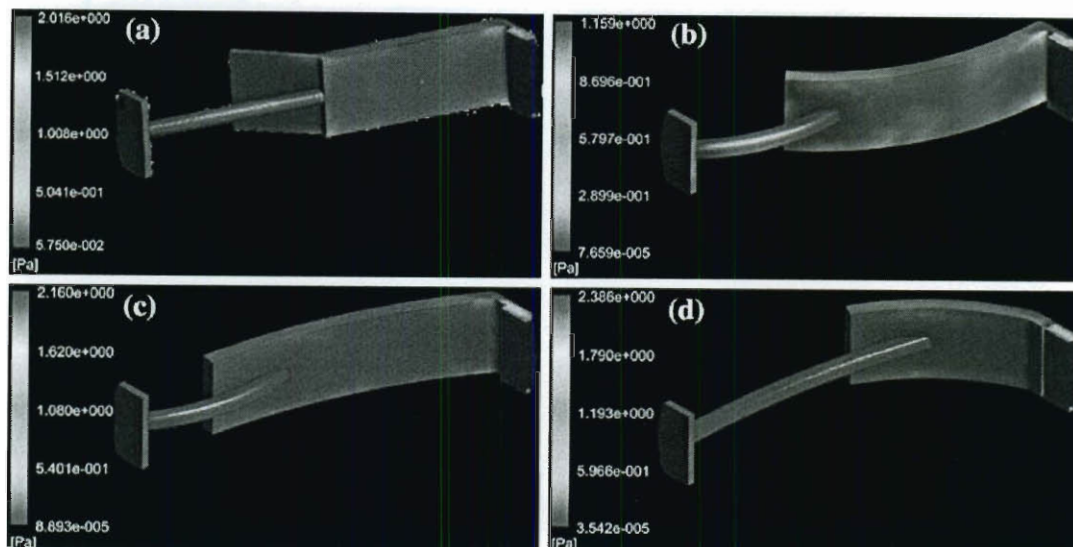 2.016e+000
(a)
1.512e+000
1.008e+000
5.041e-001
5.750e-002
[Pa]
1.159e+000
(b)
8.696e-001
5.797e-001
2.899e-001
7.659e-005
[Pa]
2.160e+000
(c)
1.620e+000
1.080e+000
5.401e-001
8.893e-005
[Pa]
2.386e+000
(d)
1.790e+000
1.193e+000
5.966e-001
3.542e-005
[Pa]